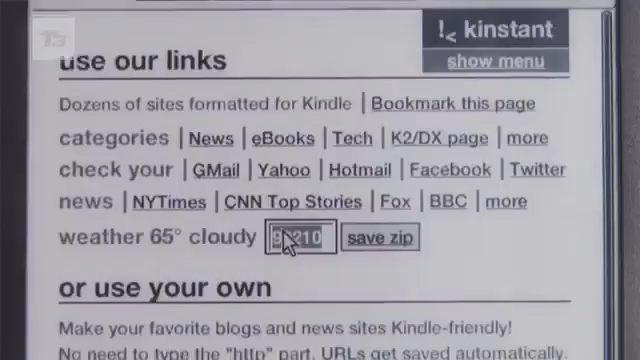 T3
!< kinstant
show menu
use our links
Dozens of sites formatted for Kindle | Bookmark this page
categories | News | eBooks | Tech | K2/DX page | more
check your | GMail | Yahoo | Hotmail | Facebook | Twitter
news | NYTimes | CNN Top Stories | Fox | BBC | more
weather 65° cloudy save zip
or use your own
Make your favorite blogs and news sites Kindle-friendly!
No need to type the "http" part. URLs get saved automatically.